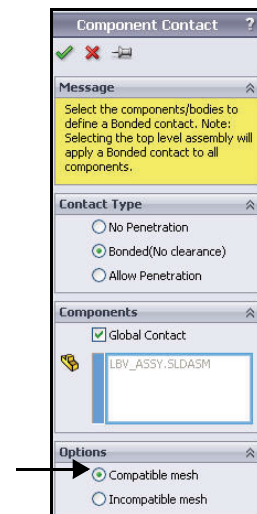 Component Contact ?
Message
Select the components/bodies to
define a Bonded contact. Note:
Selecting the top level assembly will
apply a Bonded contact to all
components.
Contact Type
No Penetration
Bonded(No clearance)
Allow Penetration
Components
Global Contact
LBV_ASSY.SLDASM
Options
Compatible mesh
Incompatible mesh